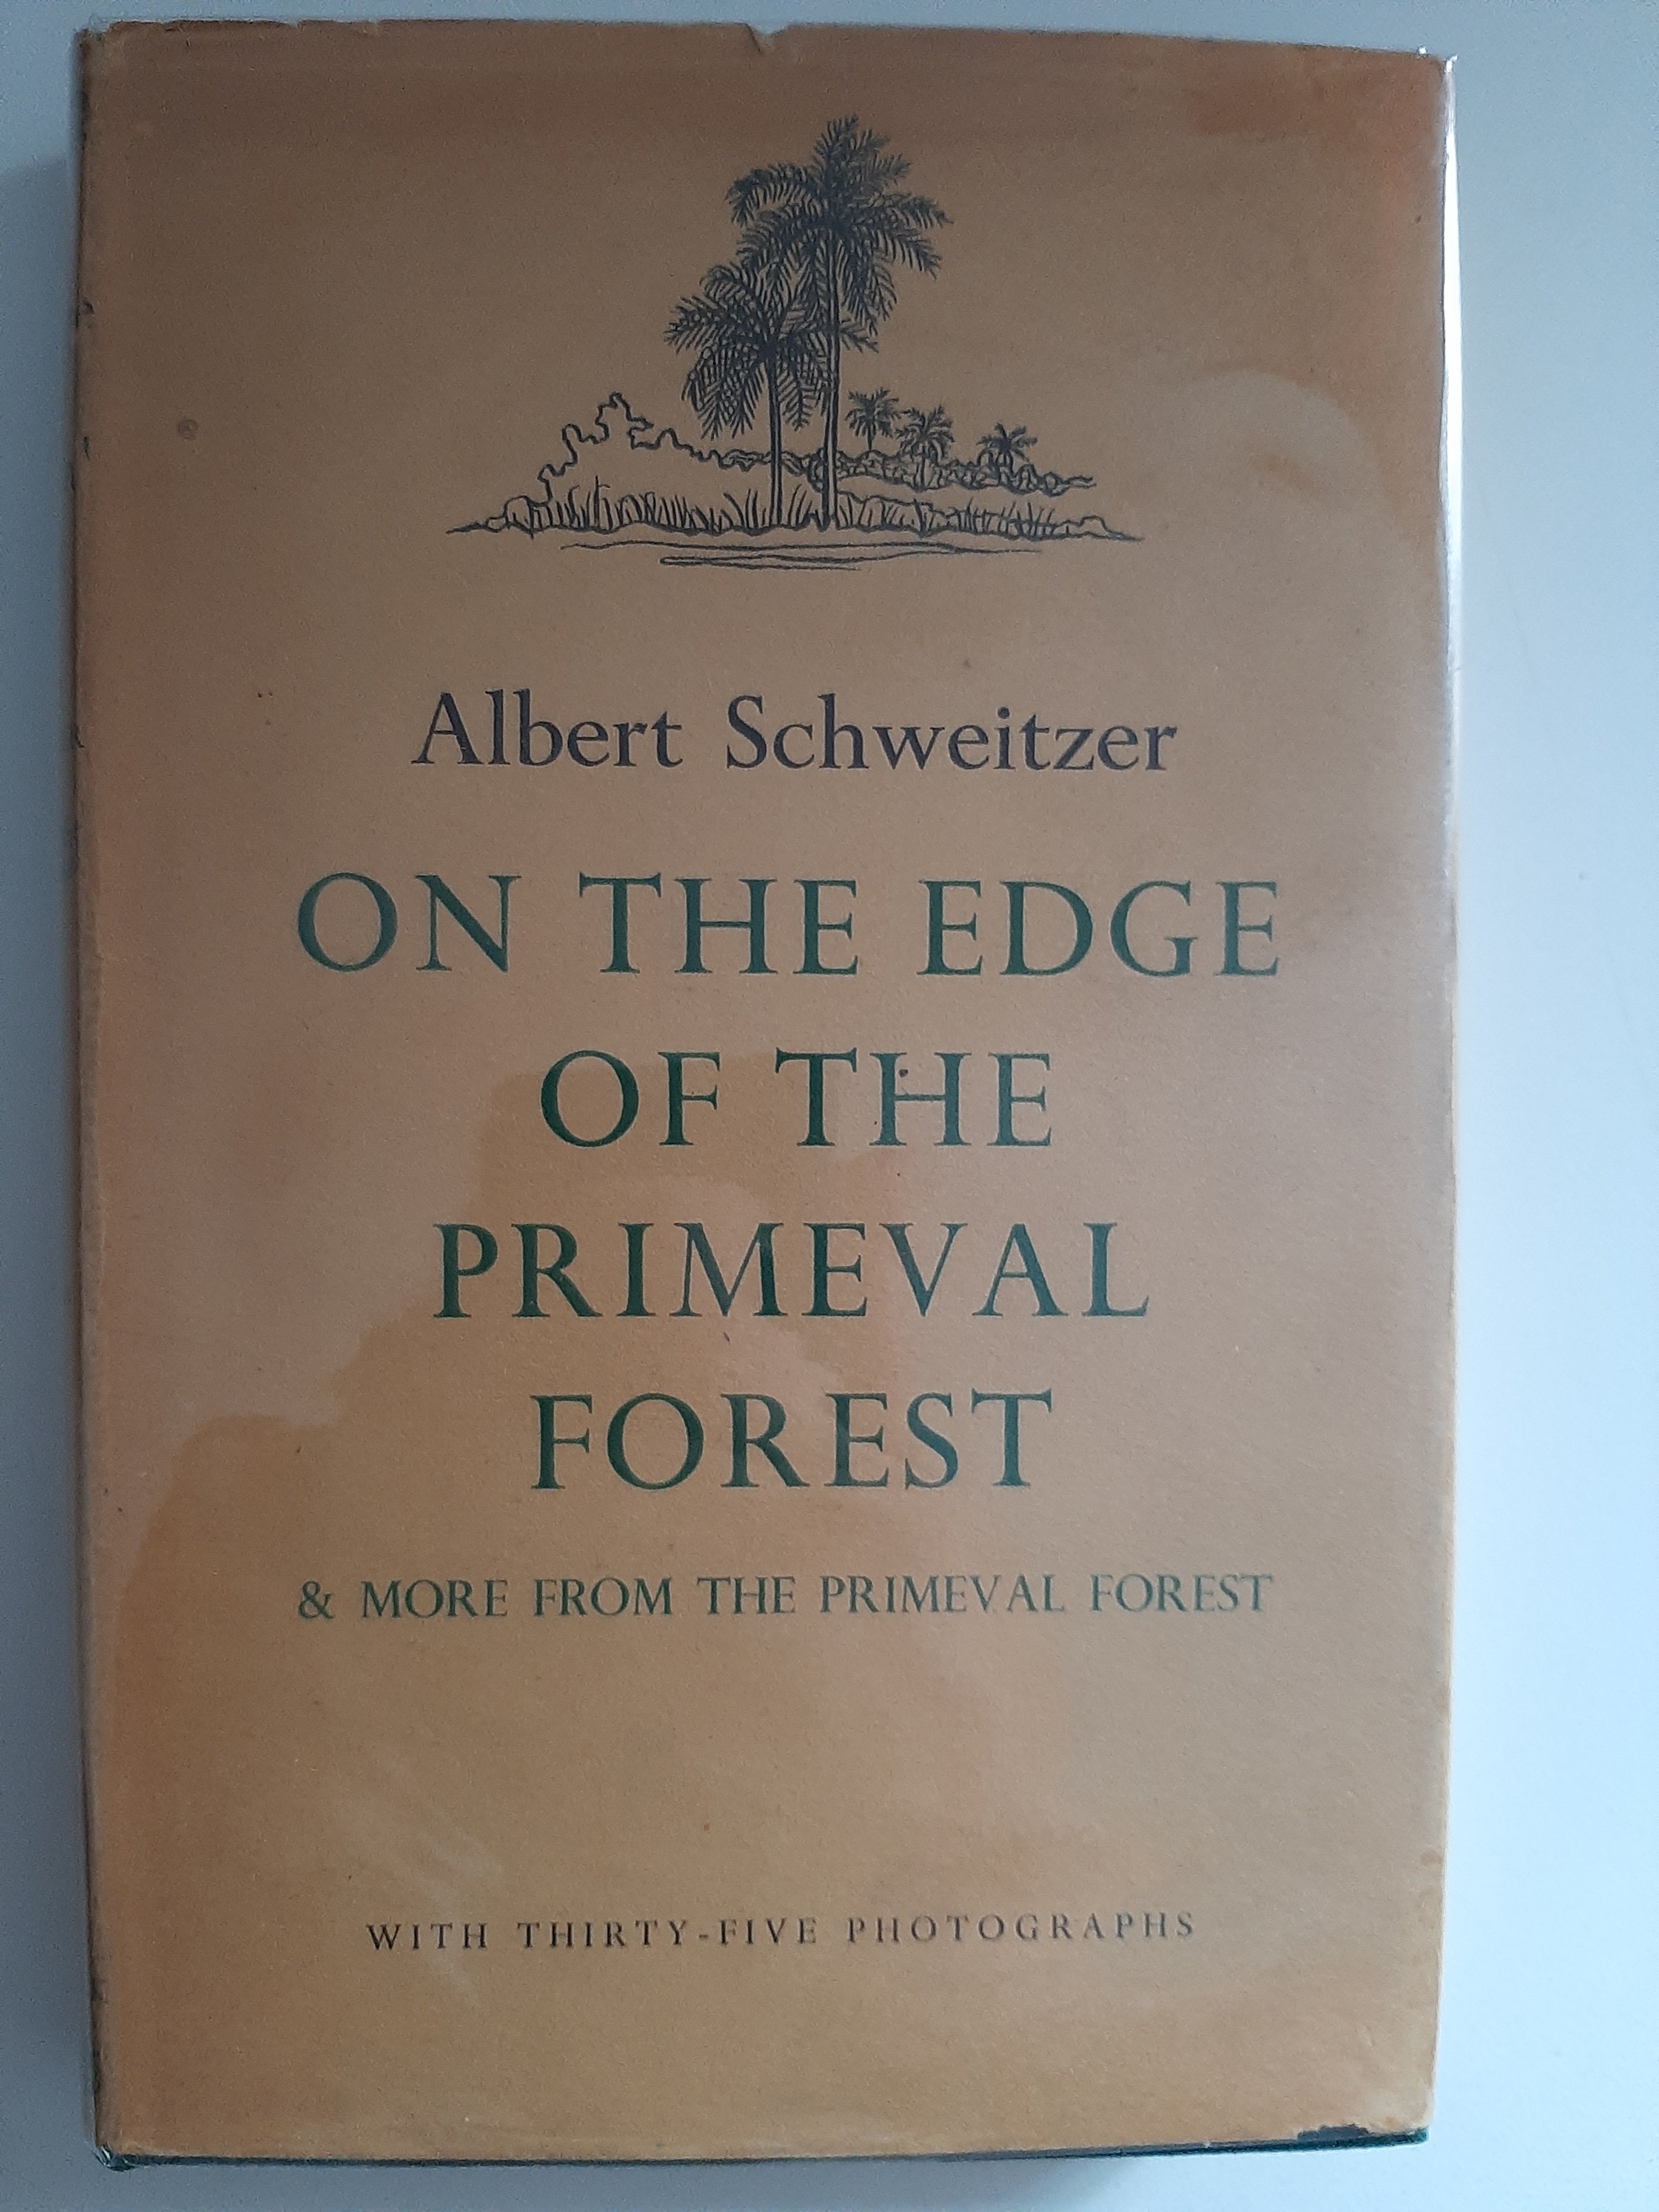 Albert Schweitzer
ON THE EDGE
OF THE
PRIMEVAL
FOREST
& MORE FROM THE PRIMEVAL FOREST
WITH THIRTY-FIVE PHOTOGRAPHS